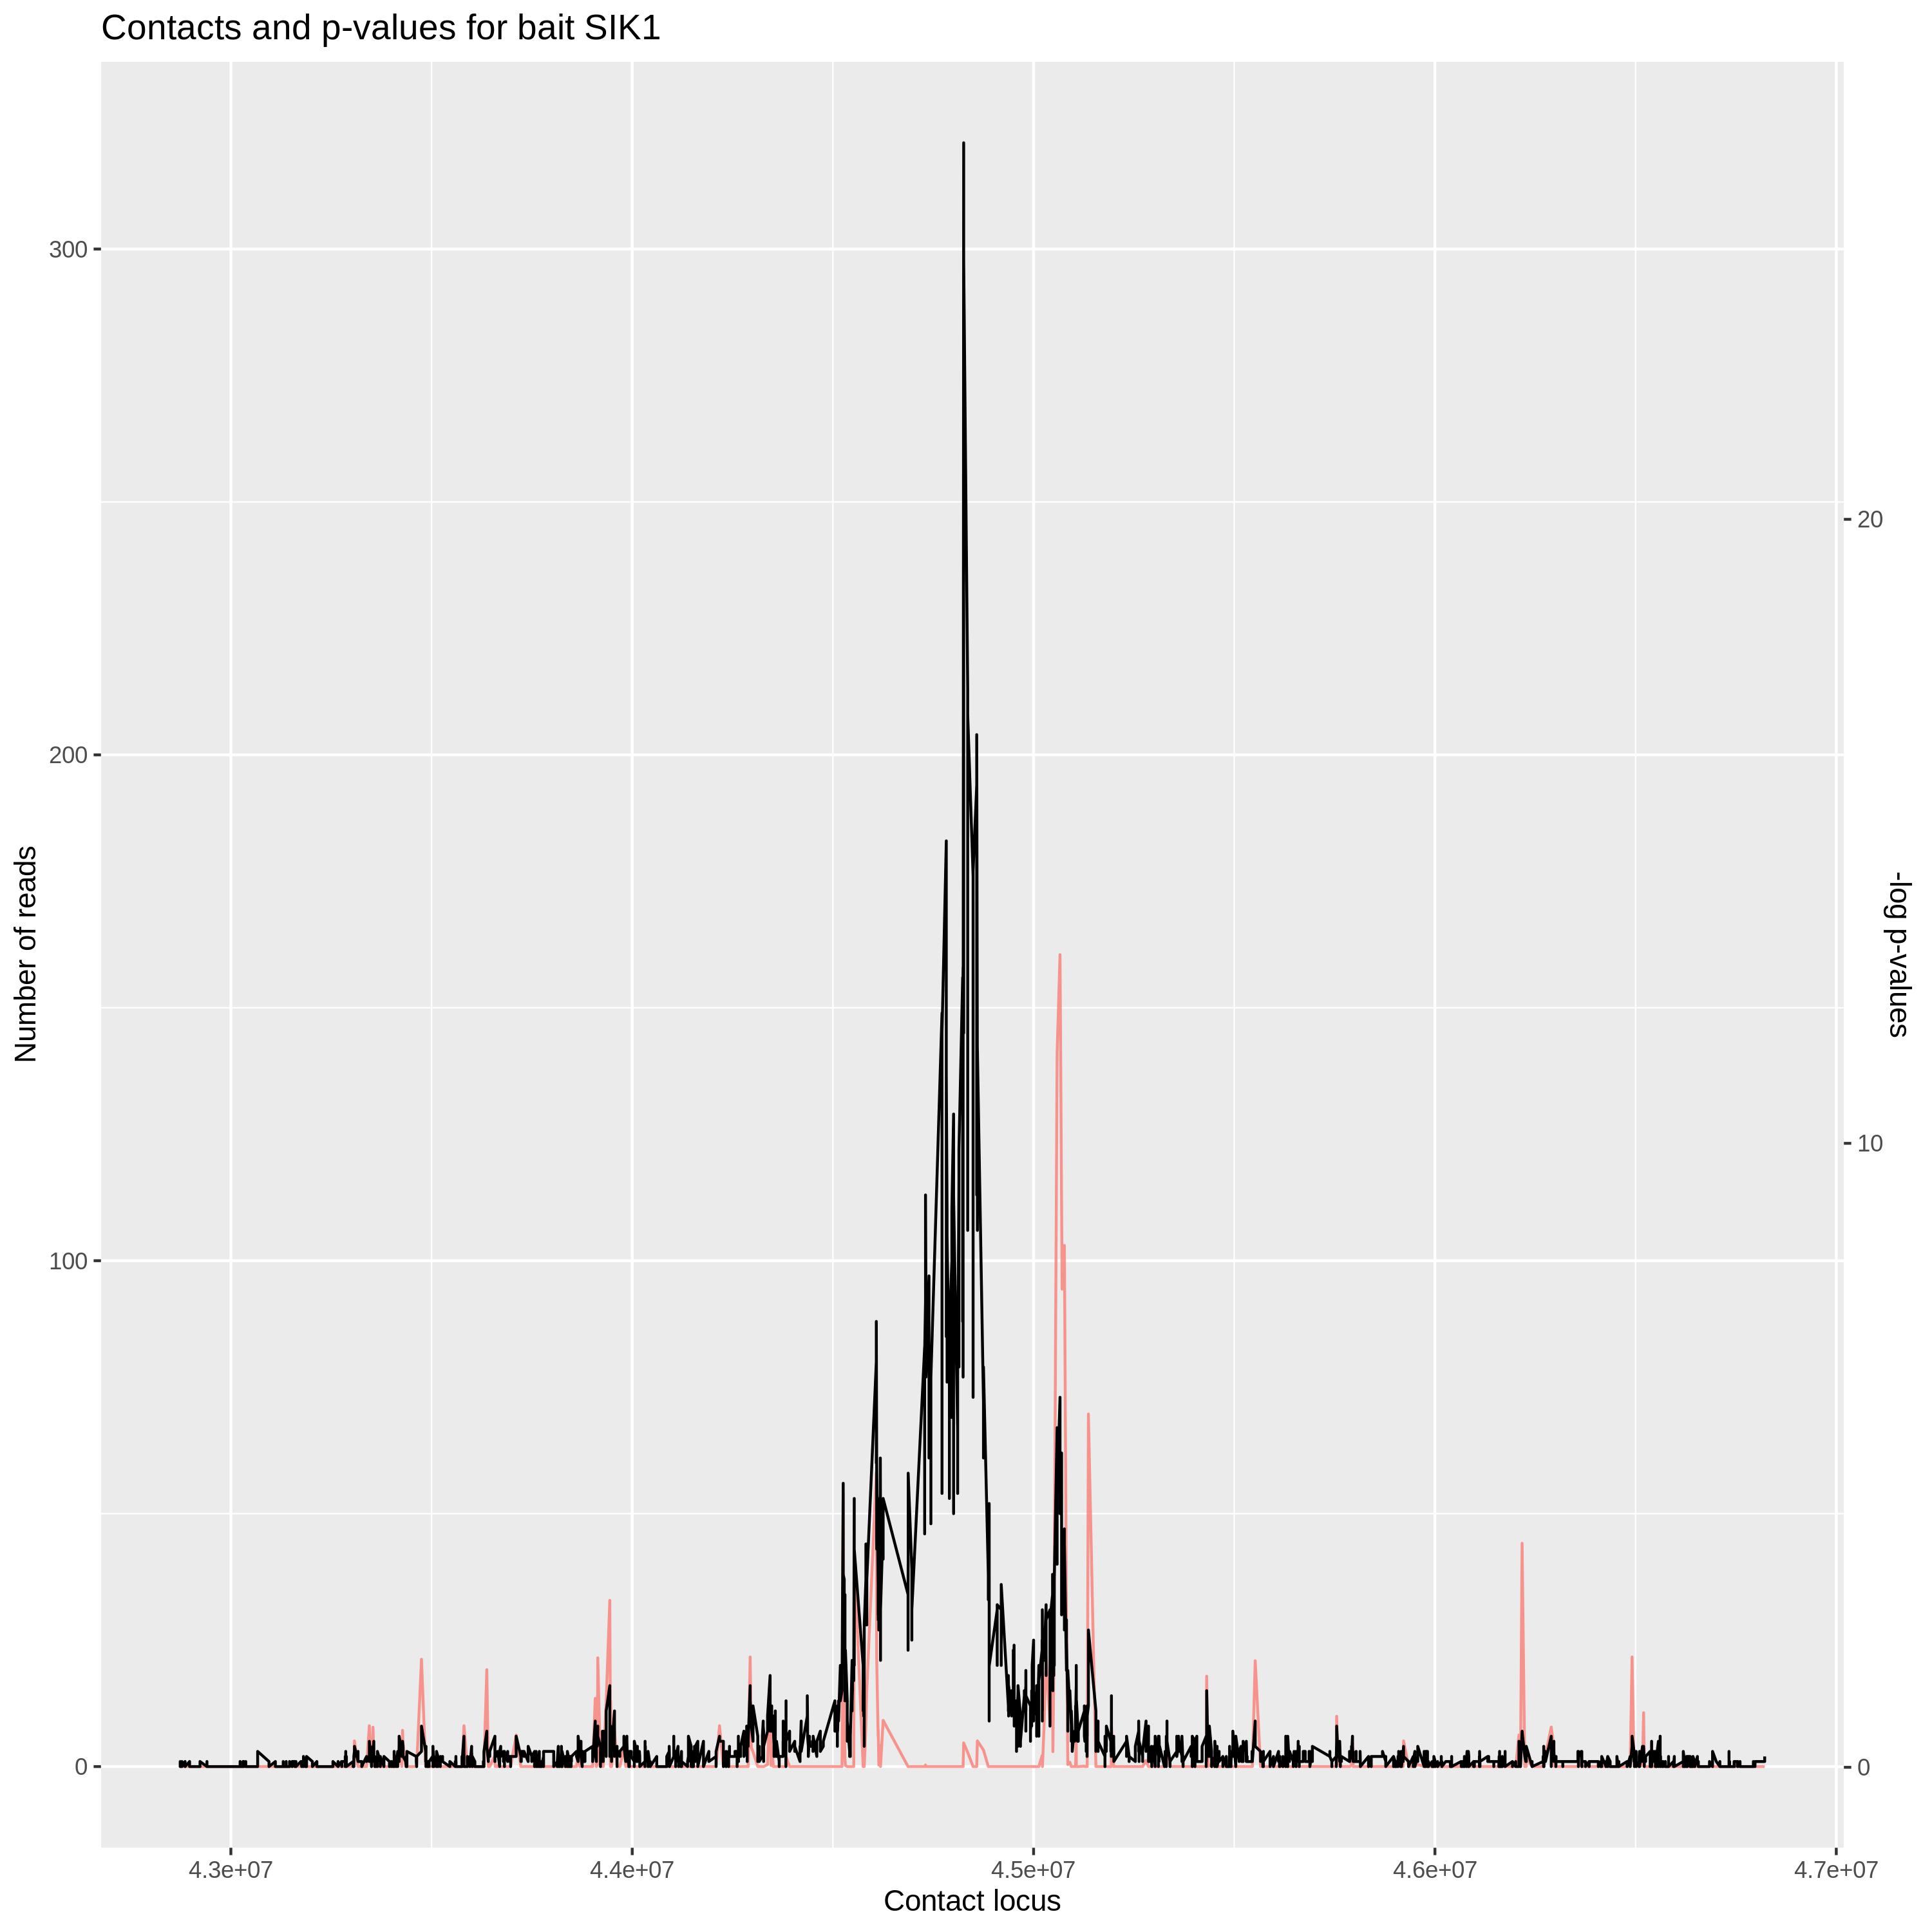 Contacts and p-values for bait SIK1
300
200
100
0
20
10
0
Number of reads
-log p-values
4.3e+07
4.4e+07
4.5e+07
4.6e+07
4.7e+07
Contact locus